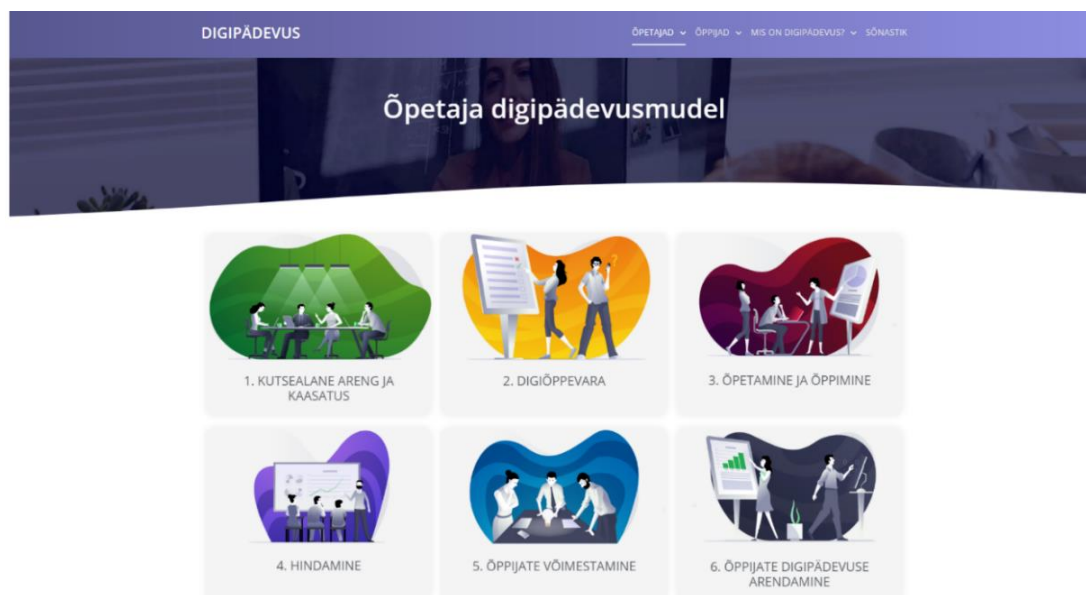 DIGIPÄDEVUS
ÕPETAJAD ÕPPIJAD MIS ON DIGIPÄDEVUS? SÕNASTIK
Õpetaja digipädevusmudel
1. KUTSEALANE ARENG JA
KAASATUS
2. DIGIÕPPEVARA
3. ÕPETAMINE JA ÕPPIMINE
4. HINDAMINE
5. ÕPPIJATE VÕIMESTAMINE
6. ÕPPIJATE DIGIPÄDEVUSE
ARENDAMINE